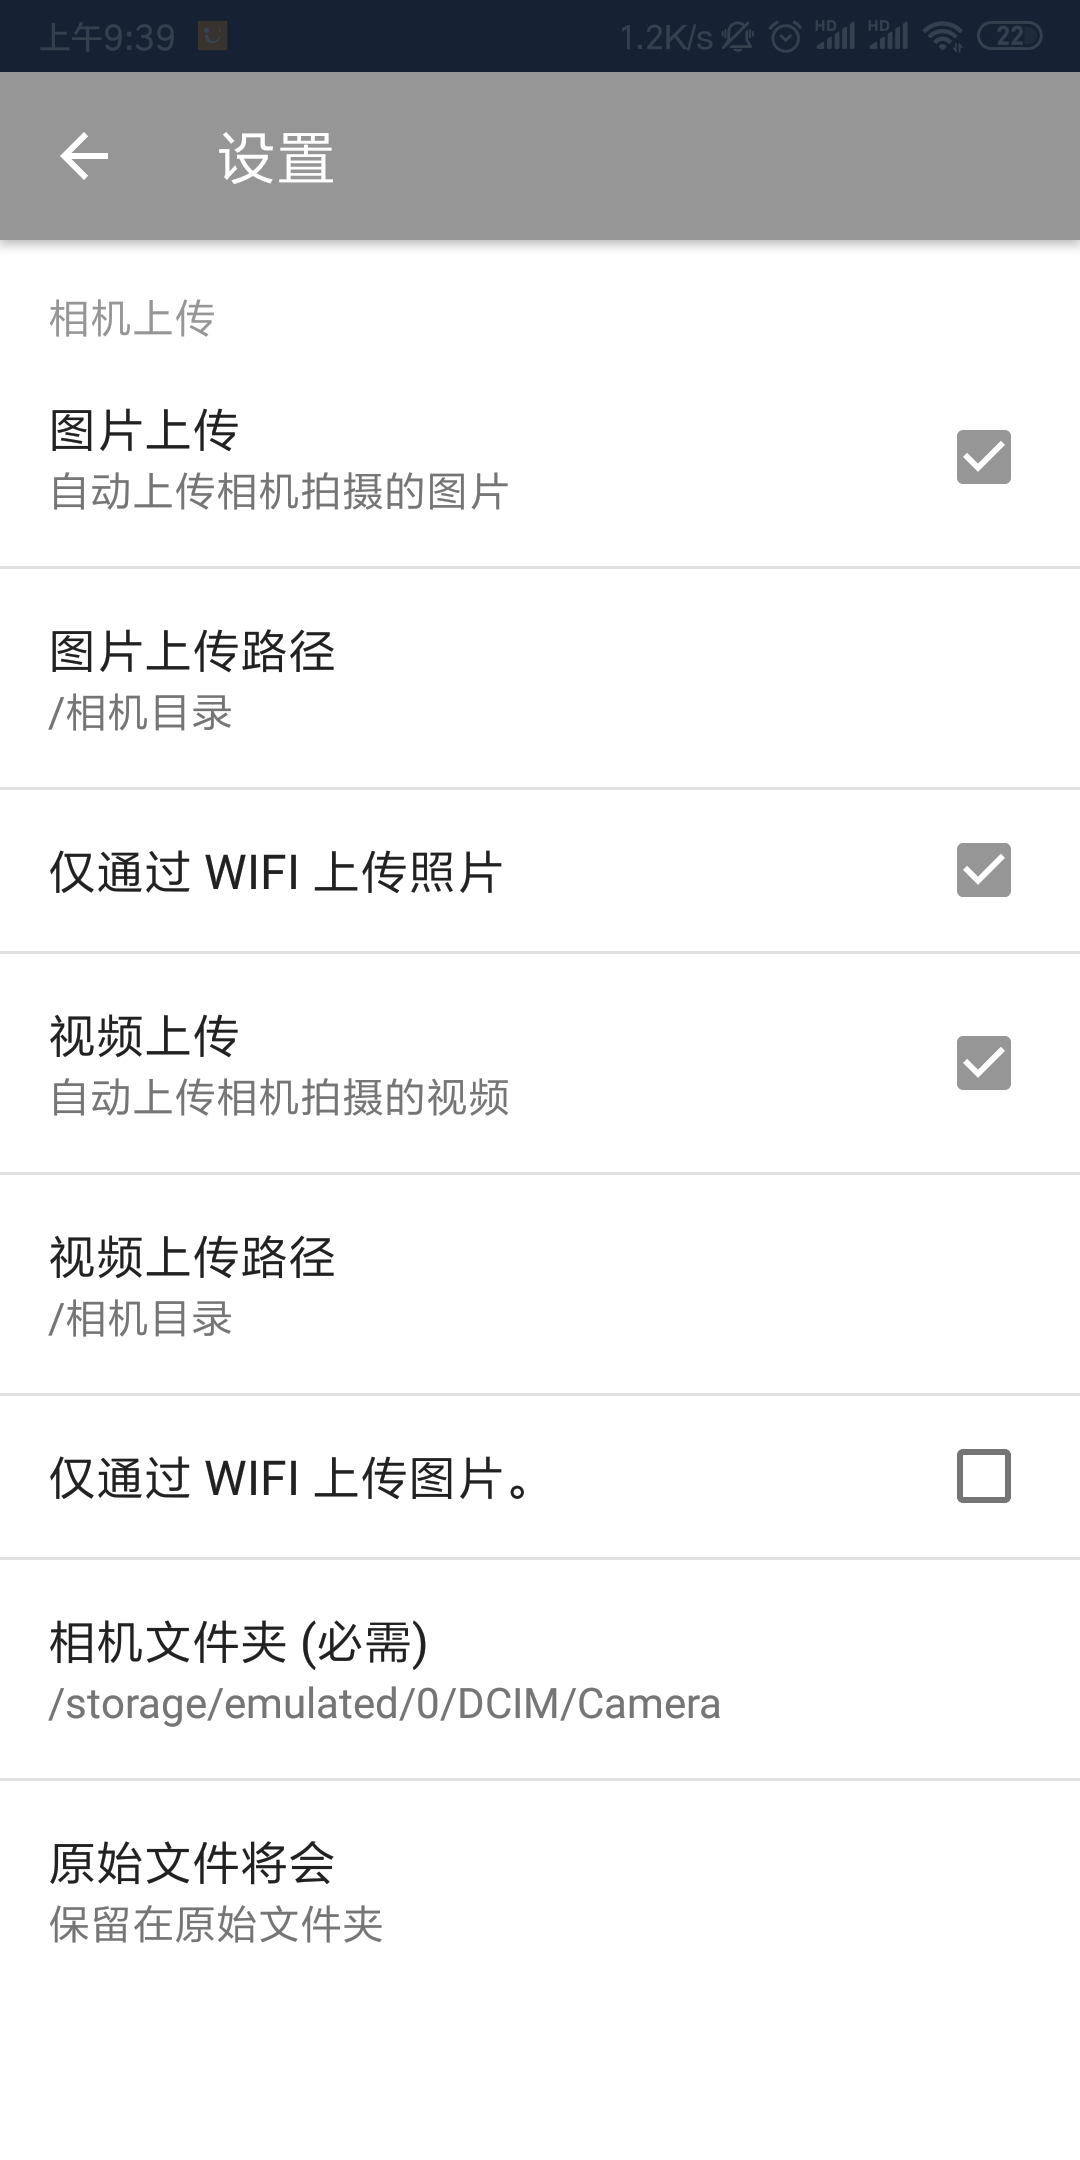 上午9:39
1.2K/s
HD
HD
22
设置
相机上传
图片上传
自动上传相机拍摄的图片
图片上传路径
/相机目录
仅通过 WIFI 上传照片
视频上传
自动上传相机拍摄的视频
视频上传路径
/相机目录
仅通过 WIFI 上传图片。
相机文件夹 (必需)
/storage/emulated/0/DCIM/Camera
原始文件将会
保留在原始文件夹